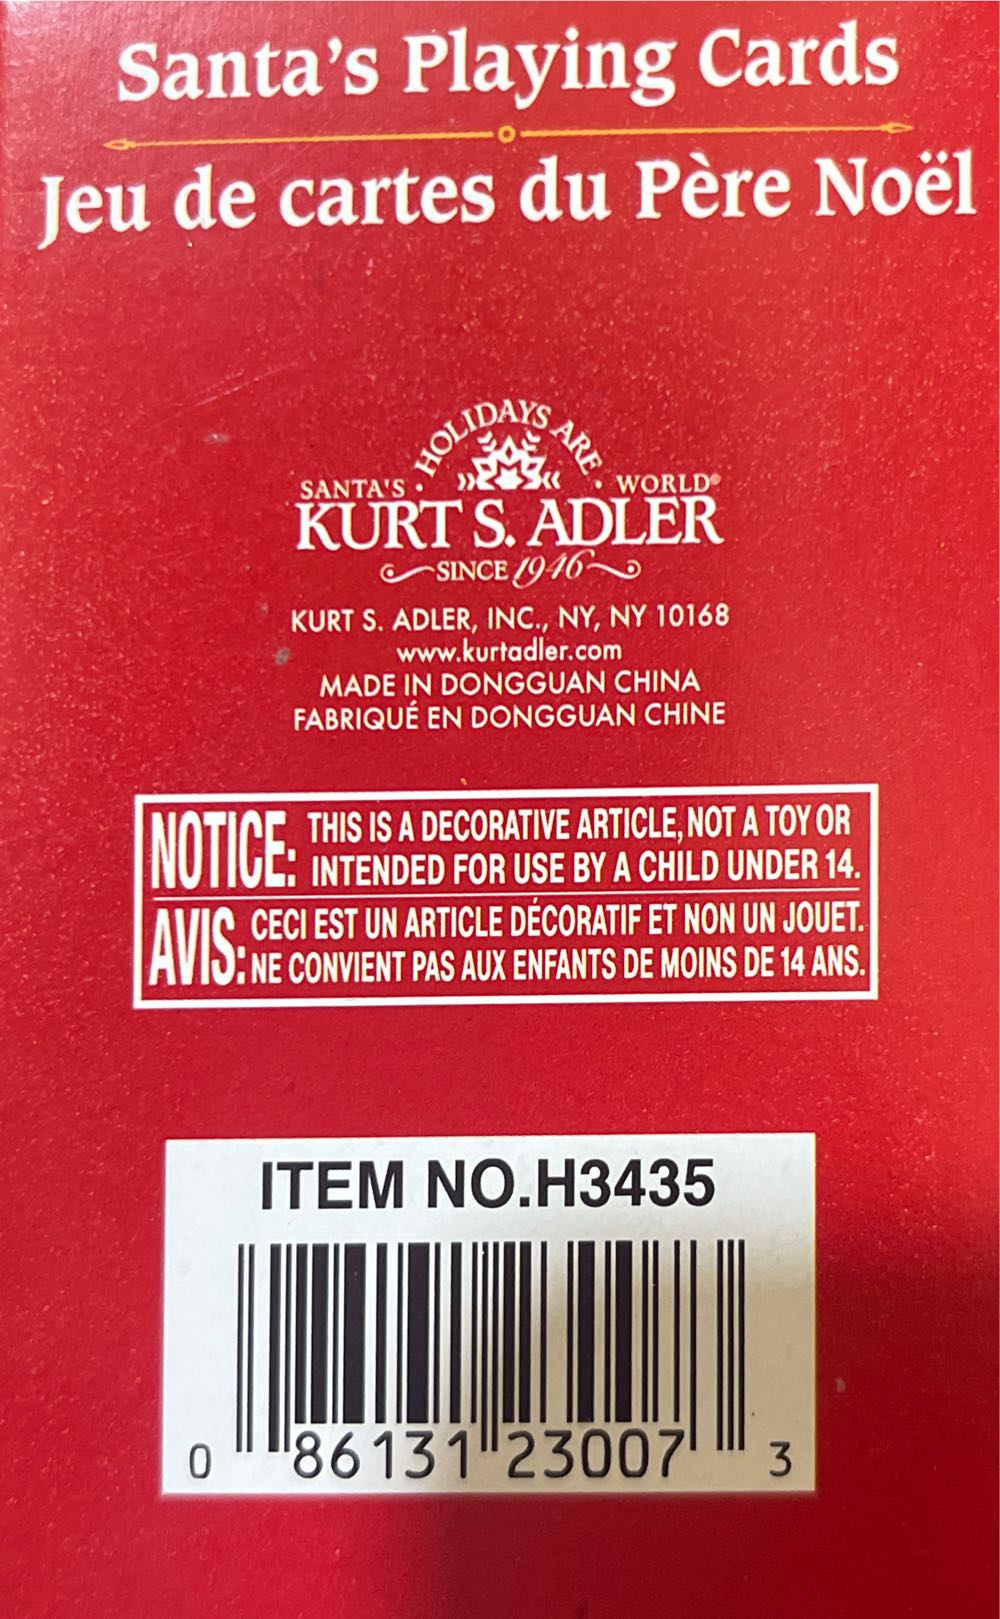 Santa's Playing Cards
Jeu de cartes du Père Noël
HOLIDAYS ARE
SANTA'S · · WORLD®
KURT S. ADLER
SINCE 1946
KURT S. ADLER, INC., NY, NY 10168
www.kurtadler.com
MADE IN DONGGUAN CHINA
FABRIQUÉ EN DONGGUAN CHINE
NOTICE: THIS IS A DECORATIVE ARTICLE, NOT A TOY OR
INTENDED FOR USE BY A CHILD UNDER 14.
AVIS: CECI EST UN ARTICLE DÉCORATIF ET NON UN JOUET.
NE CONVIENT PAS AUX ENFANTS DE MOINS DE 14 ANS.
ITEM NO.H3435
0 86131 23007 3